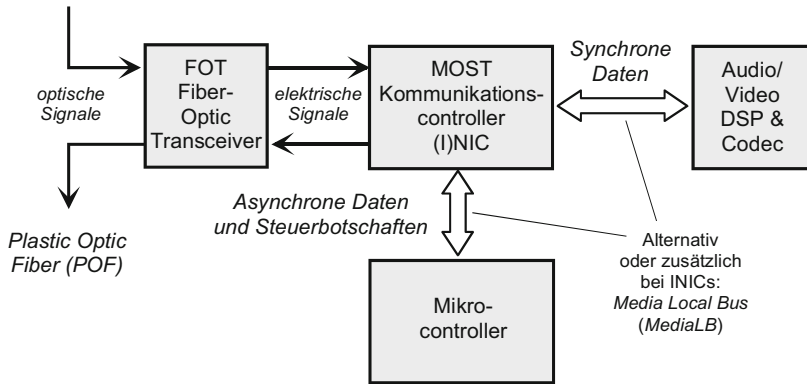 optische
Signale
FOT
Fiber-
Optic
Transceiver
elektrische
Signale
MOST
Kommunikations-
controller
(I)NIC
Synchrone
Daten
Audio/
Video
DSP &
Codec
Plastic Optic
Fiber (POF)
Asynchrone Daten
und Steuerbotschaften
Mikro-
controller
Alternativ
oder zusätzlich
bei INICs:
Media Local Bus
(MediaLB)